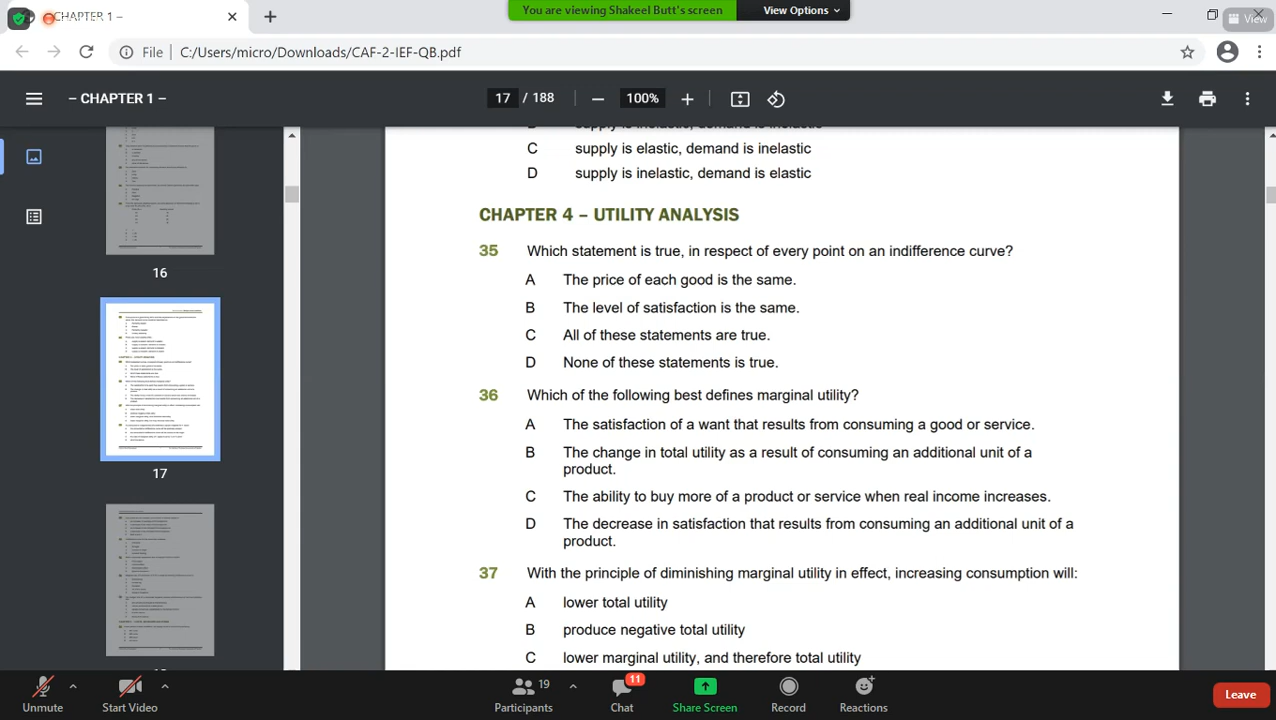 CHAPTER 1 –
You are viewing Shakeel Butt's screen
View Options
View
File
C:/Users/micro/Downloads/CAF-2-IEF-QB.pdf
– CHAPTER 1 –
17 / 188
100%
supply is inelastic, demand is inelastic
C supply is elastic, demand is inelastic
D supply is inelastic, demand is elastic
CHAPTER 4 – UTILITY ANALYSIS
35 Which statement is true, in respect of every point on an indifference curve?
A The price of each good is the same.
B The level of satisfaction is the same.
C All of these statements are true.
D None of these statements is true.
36 Which of the following best defines marginal utility?
A The satisfaction of a want that results from consuming a good or service.
B The change in total utility as a result of consuming an additional unit of a
product.
C The ability to buy more of a product or service when real income increases.
D The decrease in satisfaction that results from consuming an additional unit of a
product.
37 With the principle of diminishing marginal utility in effect, increasing consumption will:
A lower total utility
B produce negative total utility
C lower marginal utility, and therefore total utility
16
17
Unmute
Start Video
19
Participants
11
Chat
Share Screen
Record
Reactions
Leave